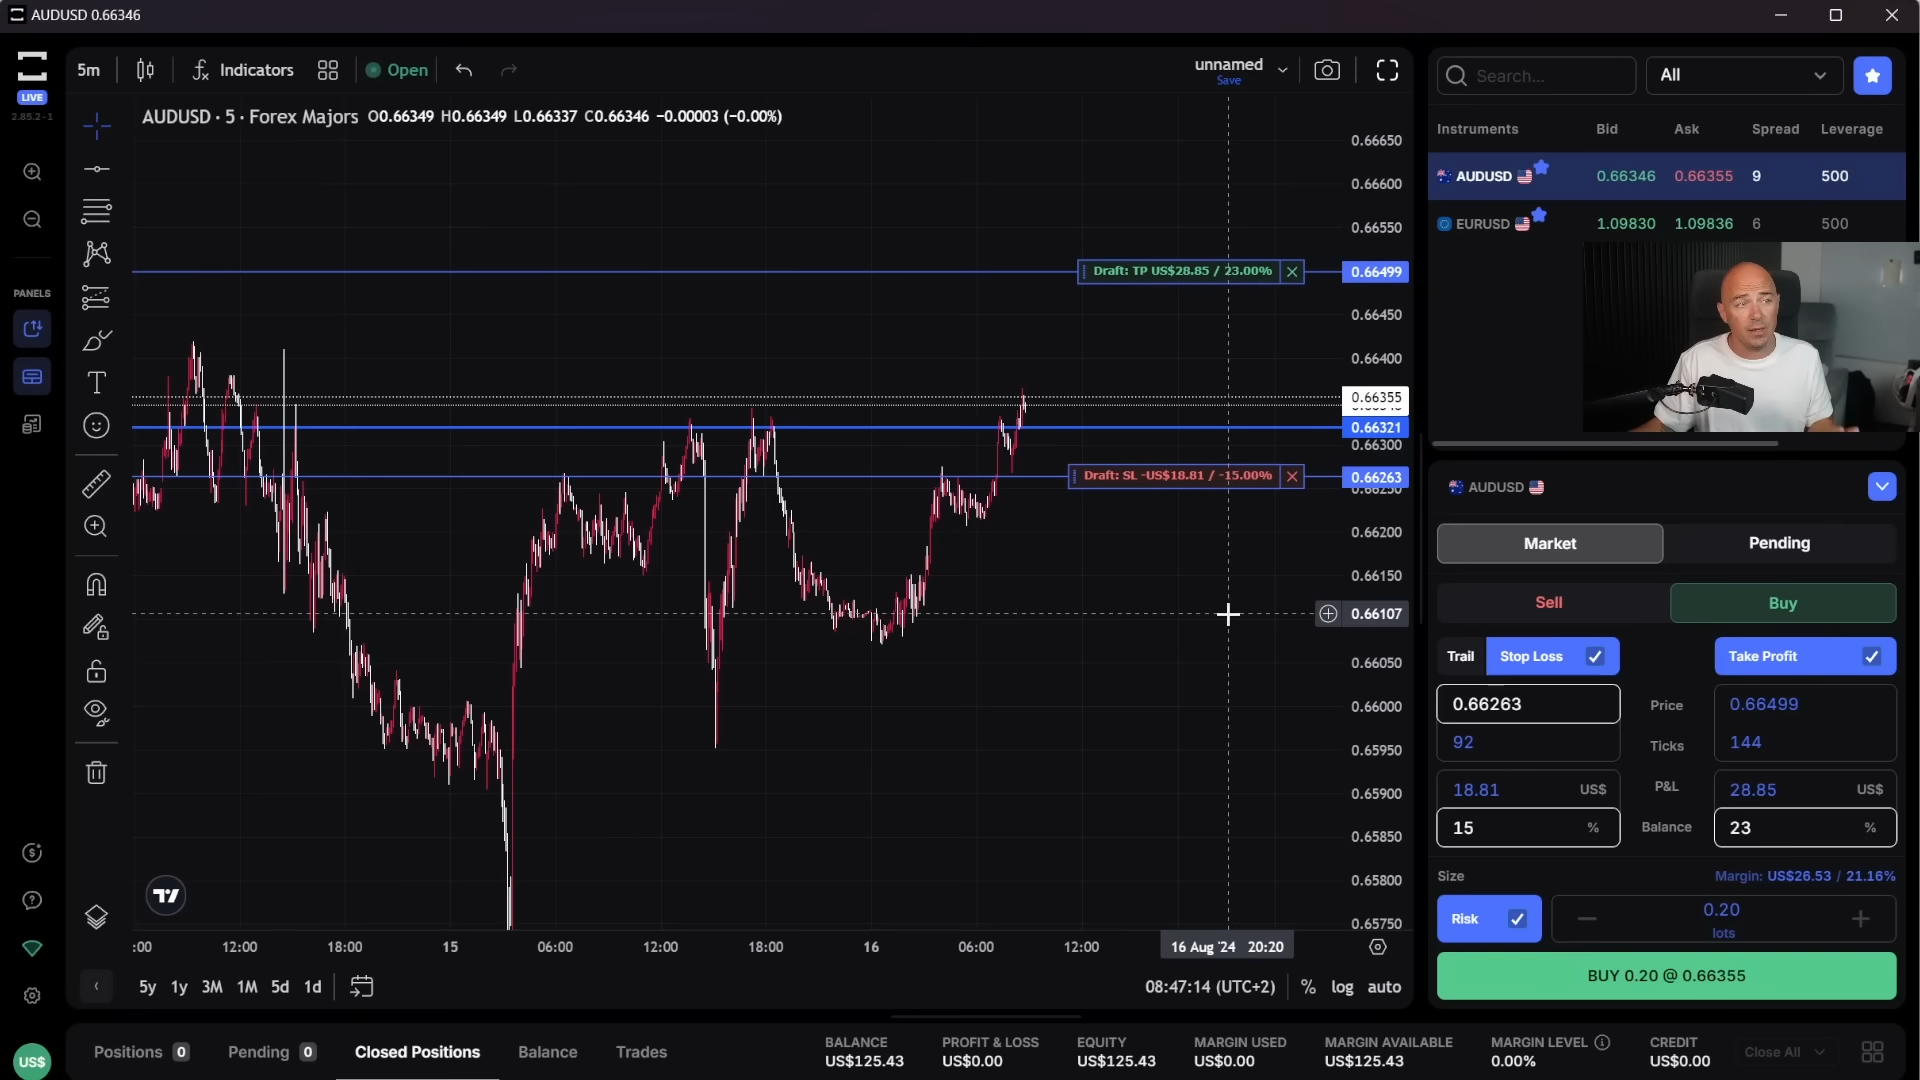 AUDUSD 0.66346
LIVE
2.85.2-1
PANELS
US$
5m
Indicators
Open
unnamed
Save
AUDUSD · 5 · Forex Majors O0.66349 H0.66349 L0.66337 C0.66346 −0.00003 (−0.00%)
0.66650
0.66600
0.66550
Draft: TP US$28.85 / 23.00%
0.66499
0.66450
0.66400
0.66355
0.66321
0.66300
Draft: SL -US$18.81 / -15.00%
0.66263
0.66250
0.66200
0.66150
0.66107
0.66050
0.66000
0.65950
0.65900
0.65850
0.65800
0.65750
:00 12:00 18:00 15 06:00 12:00 18:00 16 06:00 12:00 16 Aug '24 20:20
5y 1y 3M 1M 5d 1d
08:47:14 (UTC+2) % log auto
Search...
All
Instruments Bid Ask Spread Leverage
AUDUSD 0.66346 0.66355 9 500
EURUSD 1.09830 1.09836 6 500
AUDUSD
Market Pending
Sell Buy
Trail Stop Loss Take Profit
0.66263 Price 0.66499
92 Ticks 144
18.81 US$ P&L 28.85 US$
15 % Balance 23 %
Size Margin: US$26.53 / 21.16%
Risk 0.20
lots
BUY 0.20 @ 0.66355
Positions 0 Pending 0 Closed Positions Balance Trades
BALANCE PROFIT & LOSS EQUITY MARGIN USED MARGIN AVAILABLE MARGIN LEVEL CREDIT
US$125.43 US$0.00 US$125.43 US$0.00 US$125.43 0.00% US$0.00
Close All